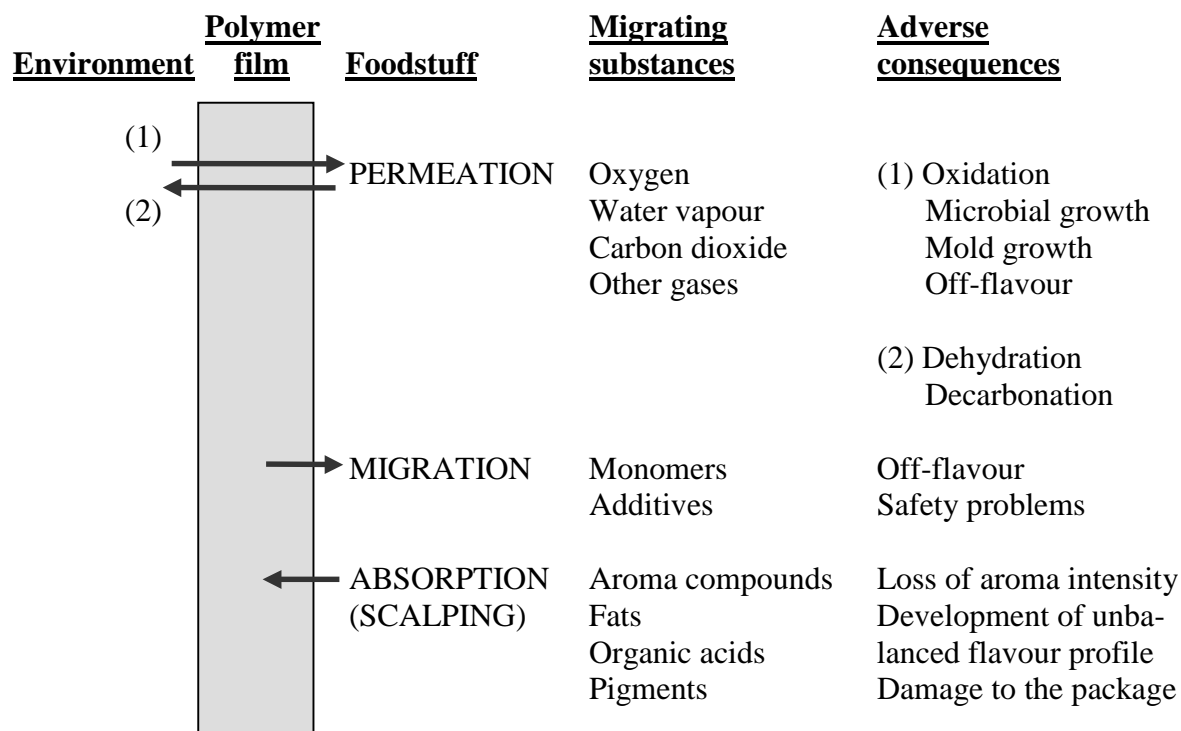 Environment Polymer film Foodstuff Migrating substances Adverse consequences
(1)
(2)
PERMEATION Oxygen (1) Oxidation
Water vapour Microbial growth
Carbon dioxide Mold growth
Other gases Off-flavour
(2) Dehydration
Decarbonation
MIGRATION Monomers Off-flavour
Additives Safety problems
ABSORPTION Aroma compounds Loss of aroma intensity
(SCALPING) Fats Development of unba-
Organic acids lanced flavour profile
Pigments Damage to the package